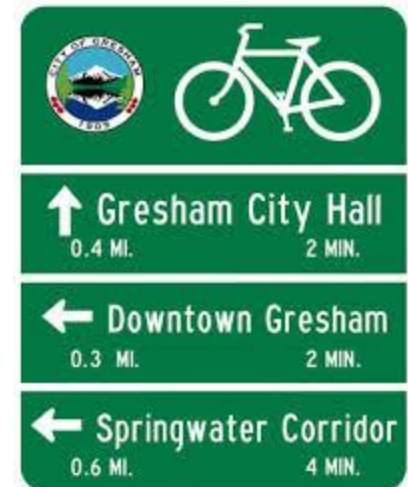 CITY OF GRESHAM
1905
Gresham City Hall
0.4 MI. 2 MIN.
Downtown Gresham
0.3 MI. 2 MIN.
Springwater Corridor
0.6 MI. 4 MIN.